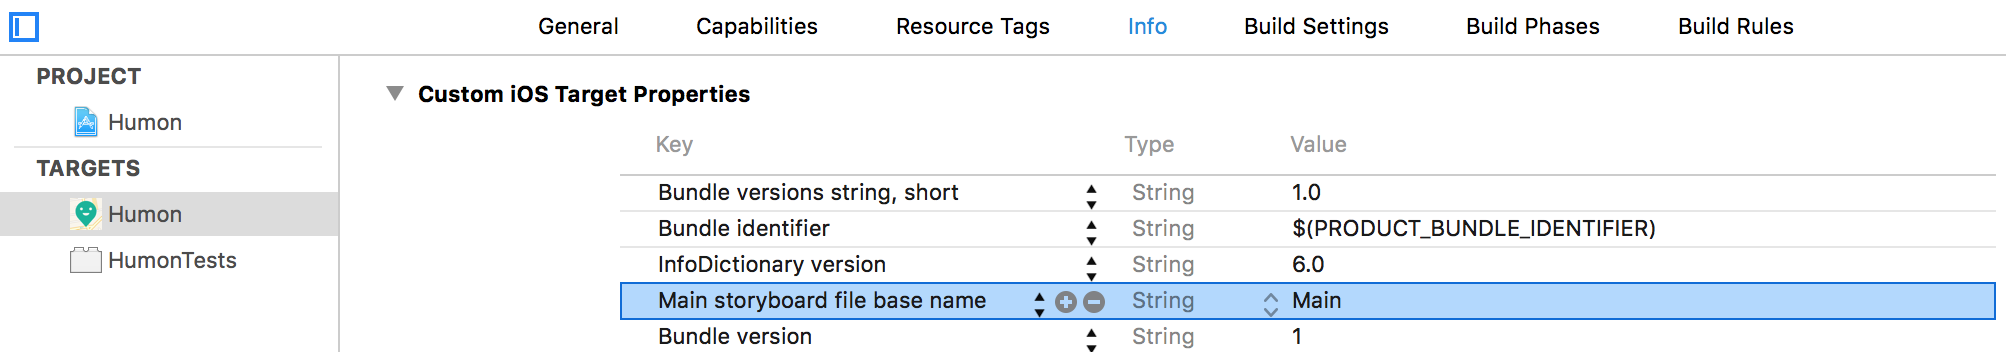 General Capabilities Resource Tags Info Build Settings Build Phases Build Rules
PROJECT
Humon
TARGETS
Humon
HumonTests
Custom iOS Target Properties
Key Type Value
Bundle versions string, short String 1.0
Bundle identifier String $(PRODUCT_BUNDLE_IDENTIFIER)
InfoDictionary version String 6.0
Main storyboard file base name String Main
Bundle version String 1